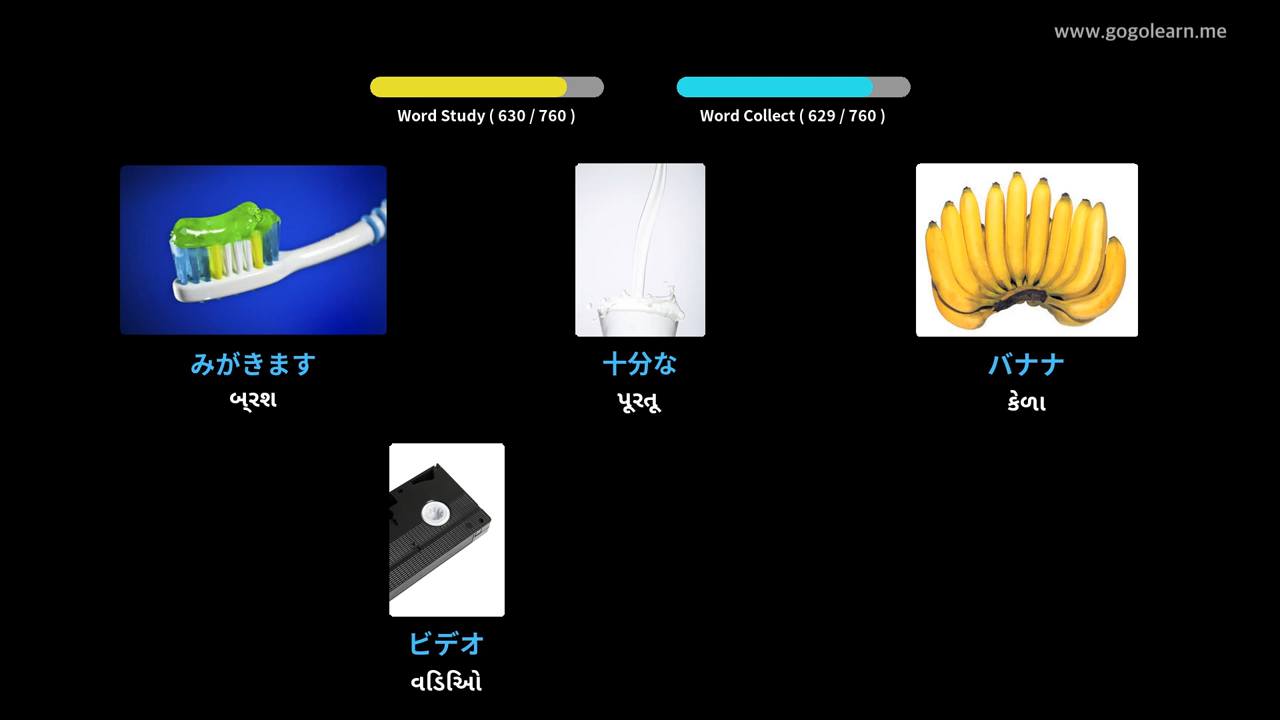 www.gogolearn.me
Word Study ( 630 / 760 )
Word Collect ( 629 / 760 )
みがきます
બ્રશ
十分な
પૂરતૂ
バナナ
કેળા
ビデオ
વડિઓિ